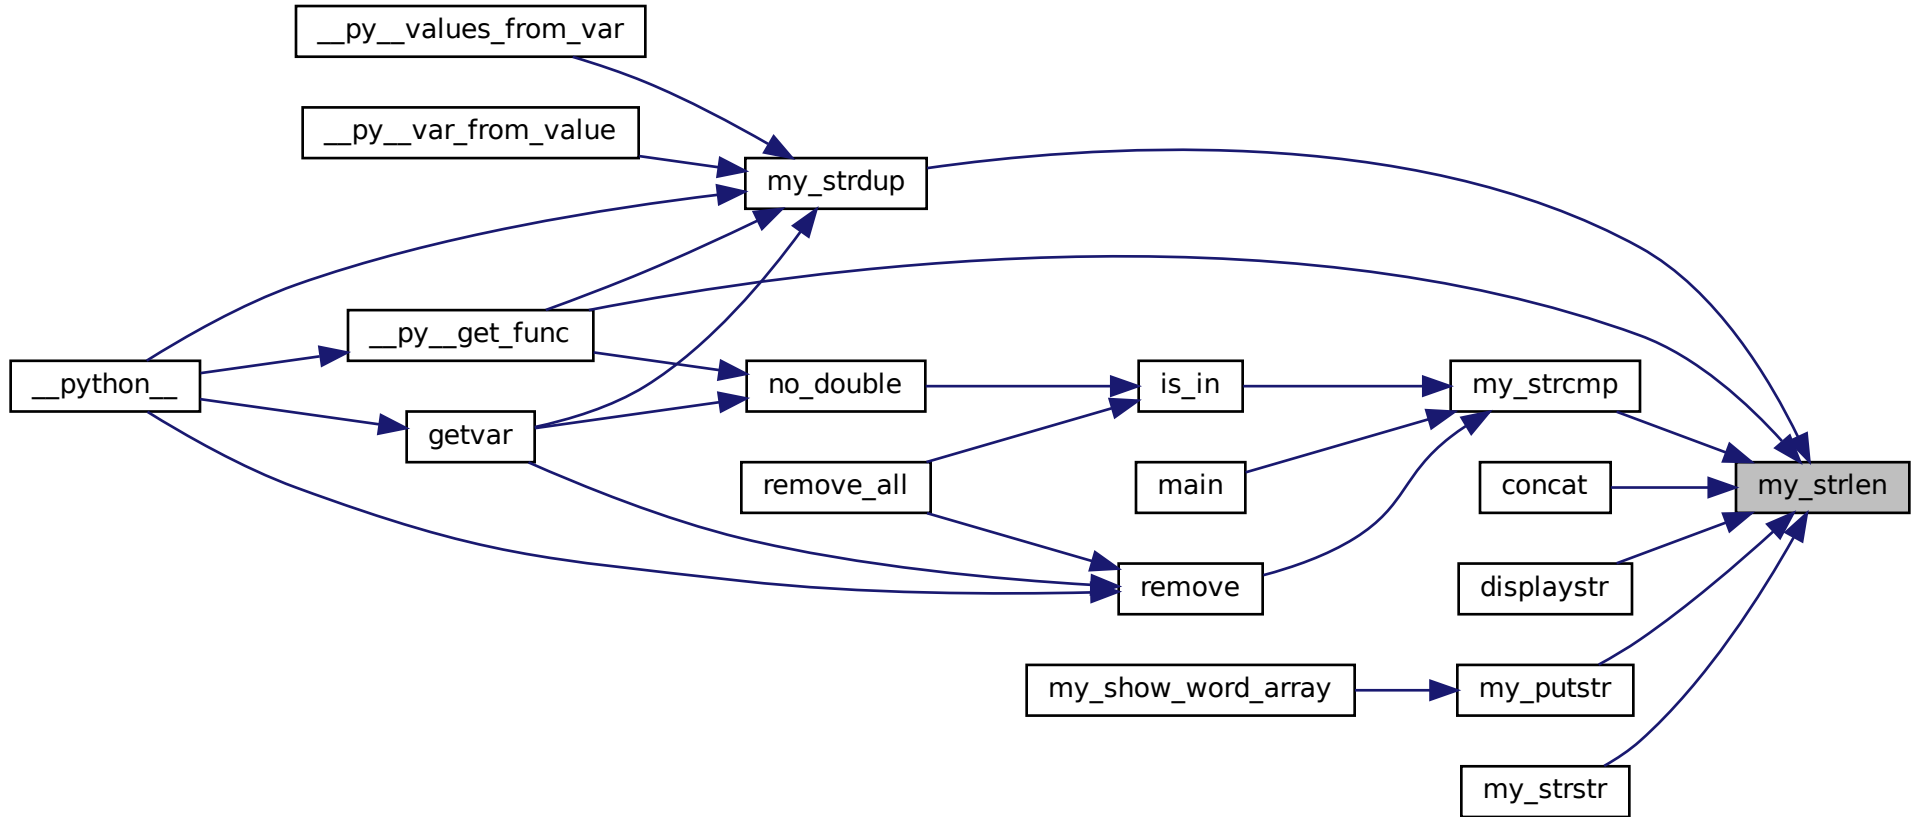 __py__values_from_var
__py__var_from_value
my_strdup
__py__get_func
__python__
no_double
is_in
my_strcmp
getvar
remove_all
main
concat
my_strlen
remove
displaystr
my_show_word_array
my_putstr
my_strstr